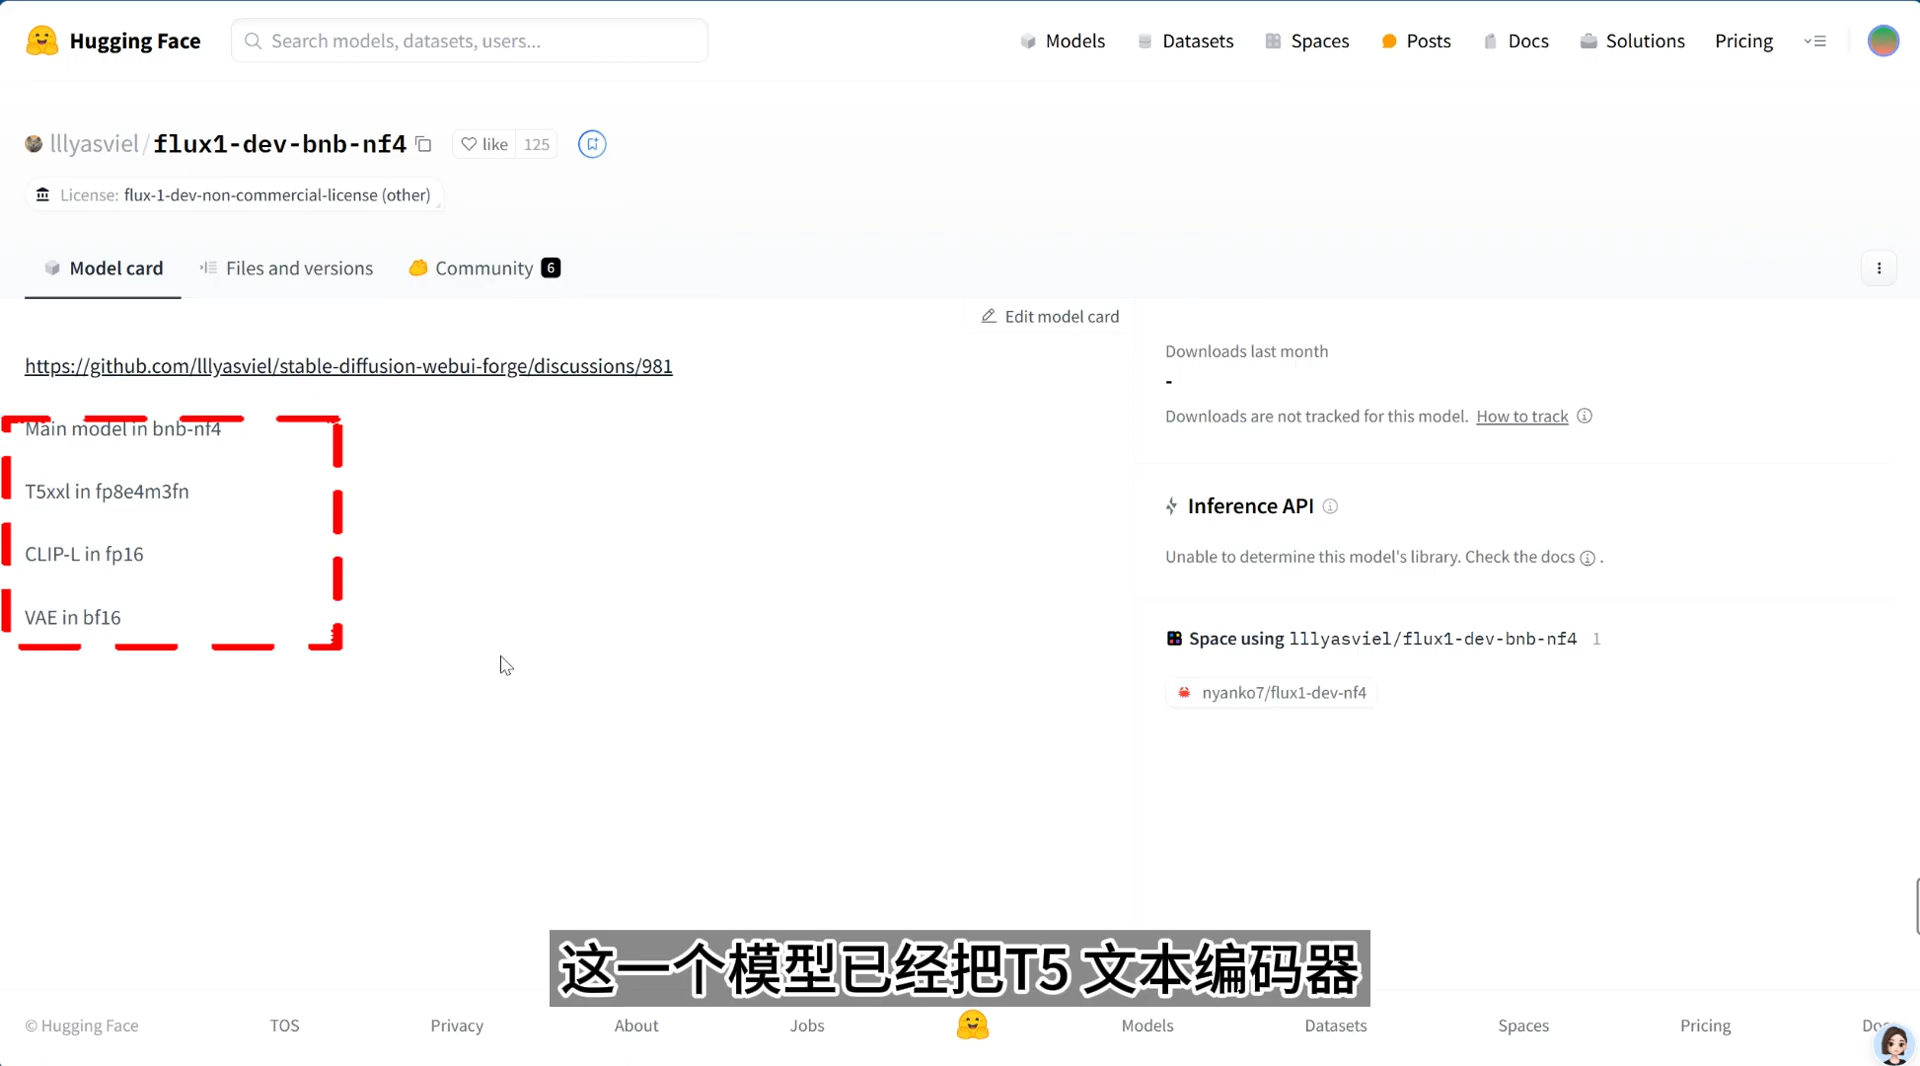 Hugging Face
Search models, datasets, users...
Models
Datasets
Spaces
Posts
Docs
Solutions
Pricing
lllyasviel/flux1-dev-bnb-nf4
like 125
License: flux-1-dev-non-commercial-license (other)
Model card
Files and versions
Community 6
Edit model card
https://github.com/lllyasviel/stable-diffusion-webui-forge/discussions/981
Main model in bnb-nf4
T5xxl in fp8e4m3fn
CLIP-L in fp16
VAE in bf16
Downloads last month
-
Downloads are not tracked for this model. How to track
Inference API
Unable to determine this model's library. Check the docs .
Space using lllyasviel/flux1-dev-bnb-nf4 1
nyanko7/flux1-dev-nf4
这一个模型已经把T5 文本编码器
© Hugging Face
TOS
Privacy
About
Jobs
Models
Datasets
Spaces
Pricing